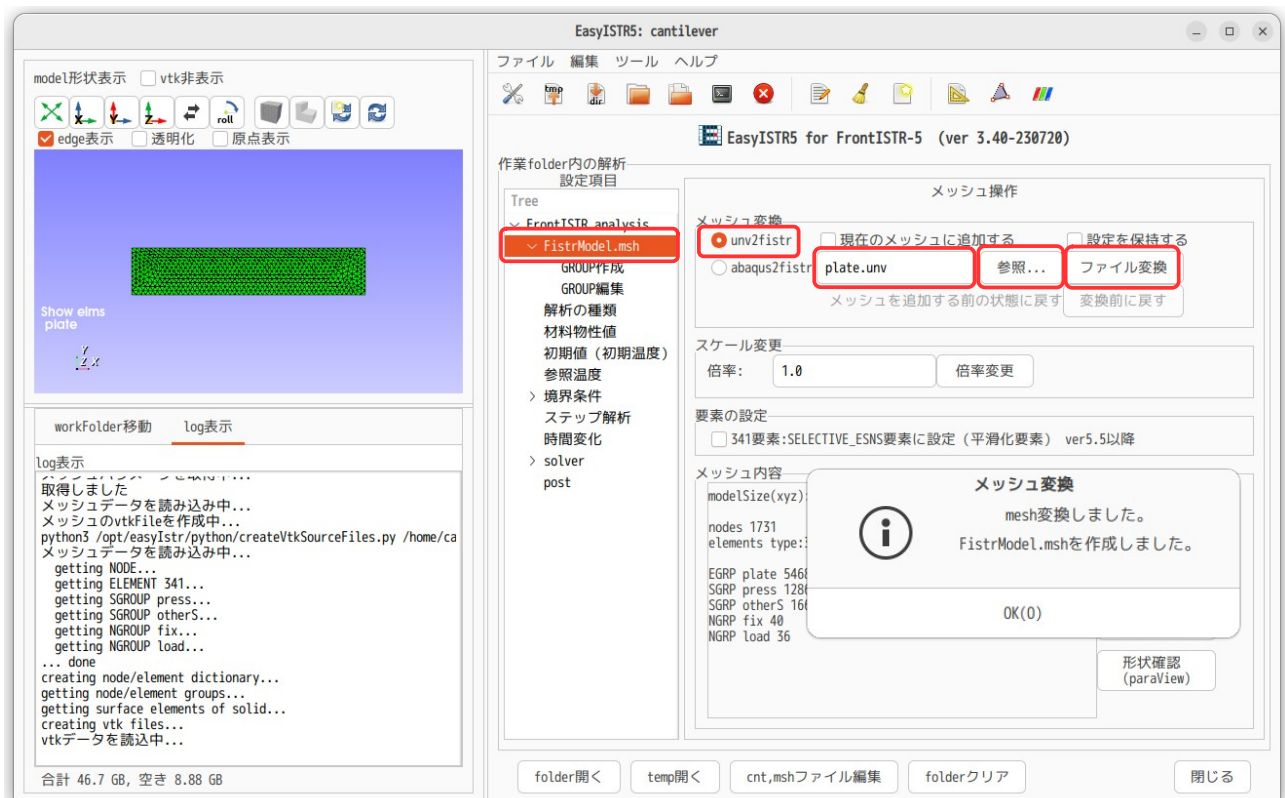 EasyISTR5: cantilever
model形状表示 vtk非表示
roll
edge表示 透明化 原点表示
Show elms
plate
Y
Z X
workFolder移動 log表示
log表示
取得しました
メッシュデータを読み込み中...
メッシュのvtkFileを作成中...
python3 /opt/easyIstr/python/createVtkSourceFiles.py /home/ca
メッシュデータを読み込み中...
getting NODE...
getting ELEMENT 341...
getting SGROUP press...
getting SGROUP otherS...
getting NGROUP fix...
getting NGROUP load...
... done
creating node/element dictionary...
getting node/element groups...
getting surface elements of solid...
creating vtk files...
vtkデータを読込中...
合計 46.7 GB, 空き 8.88 GB
ファイル 編集 ツール ヘルプ
tmp
dir
EasyISTR5 for FrontISTR-5 (ver 3.40-230720)
作業folder内の解析
設定項目
Tree
FrontISTR analysis
FistrModel.msh
GROUP作成
GROUP編集
解析の種類
材料物性値
初期値（初期温度）
参照温度
境界条件
ステップ解析
時間変化
solver
post
メッシュ操作
メッシュ変換
unv2fistr 現在のメッシュに追加する 設定を保持する
abaqus2fistr plate.unv 参照... ファイル変換
メッシュを追加する前の状態に戻す 変換前に戻す
スケール変更
倍率: 1.0 倍率変更
要素の設定
341要素:SELECTIVE_ESNS要素に設定（平滑化要素） ver5.5以降
メッシュ内容
modelSize(xyz):
nodes 1731
elements type:3
EGRP plate 5468
SGRP press 1286
SGRP otherS 166
NGRP fix 40
NGRP load 36
メッシュ変換
mesh変換しました。
FistrModel.mshを作成しました。
OK(O)
形状確認
(paraView)
folder開く temp開く cnt,mshファイル編集 folderクリア 閉じる